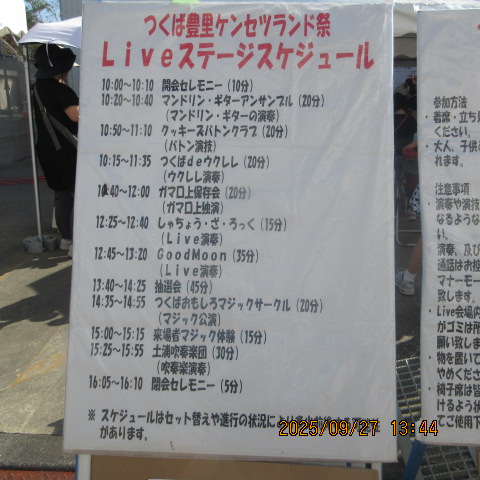 つくば豊里ケンセツランド祭
Liveステージスケジュール
10:00～10:10 開会セレモニー (10分)
10:20～10:40 マンドリン・ギターアンサンブル (20分)
(マンドリン・ギターの演奏)
10:50～11:10 クッキーズバトンクラブ (20分)
(バトン演技)
10:15～11:35 つくばdeウクレレ (20分)
(ウクレレ演奏)
10:40～12:00 ガマ口上保存会 (20分)
(ガマ口上独演)
12:25～12:40 しゃちょう・ざ・ろっく (15分)
(Live演奏)
12:45～13:20 GoodMoon (35分)
(Live演奏)
13:40～14:25 抽選会 (45分)
14:35～14:55 つくばおもしろマジックサークル (20分)
(マジック公演)
15:00～15:15 来場者マジック体験 (15分)
15:25～15:55 土浦吹奏楽団 (30分)
(吹奏楽演奏)
16:05～16:10 閉会セレモニー (5分)
※ スケジュールはセット替えや進行の状況により
があります。
参加方法
・着席・立ち見
ください。
・大人、子供
れます。
注意事項
・演奏や演技
なるような
い。
演奏、及び
通話はお控
マナーモー
致します。
・Live会場内
がゴミは所
願い致しま
・物を置いて
やめくださ
・椅子席は皆
けるよう状
てご使用下
2025/09/27 13:44